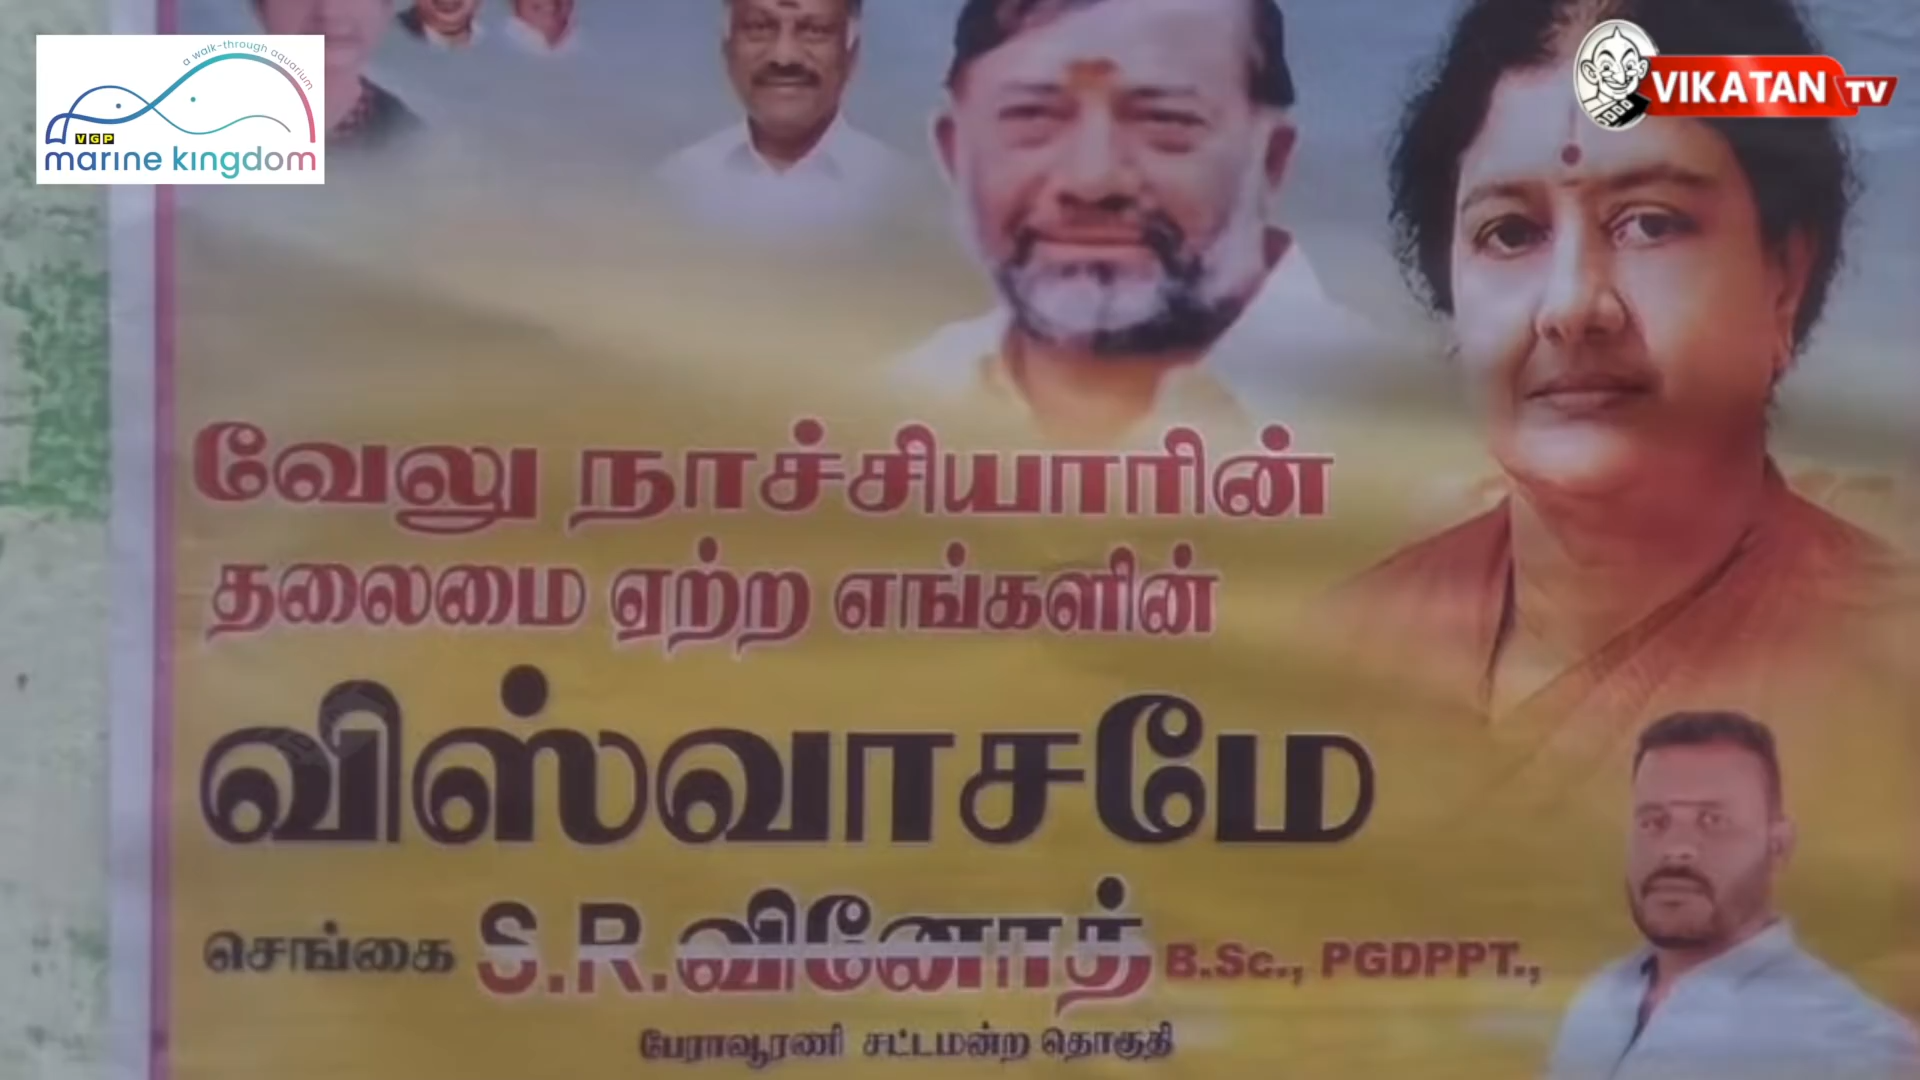 a walk-through aquarium
VGP
marine kingdom
VIKATAN TV
வேலு நாச்சியாரின்
தலைமை ஏற்ற எங்களின்
விஸ்வாசமே
செங்கை S.R.வினோத் B.Sc., PGDPPT.,
பேராவூரணி சட்டமன்ற தொகுதி